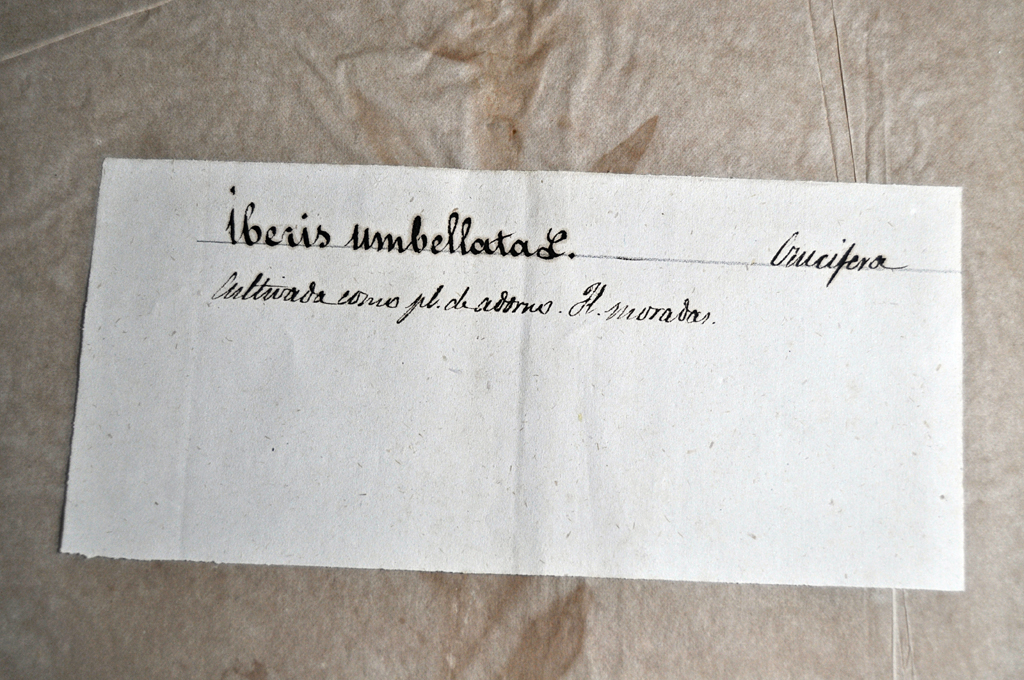 Iberis umbellata L. Crucifera
Cultivada como pl. de adorno. Fl. moradas.